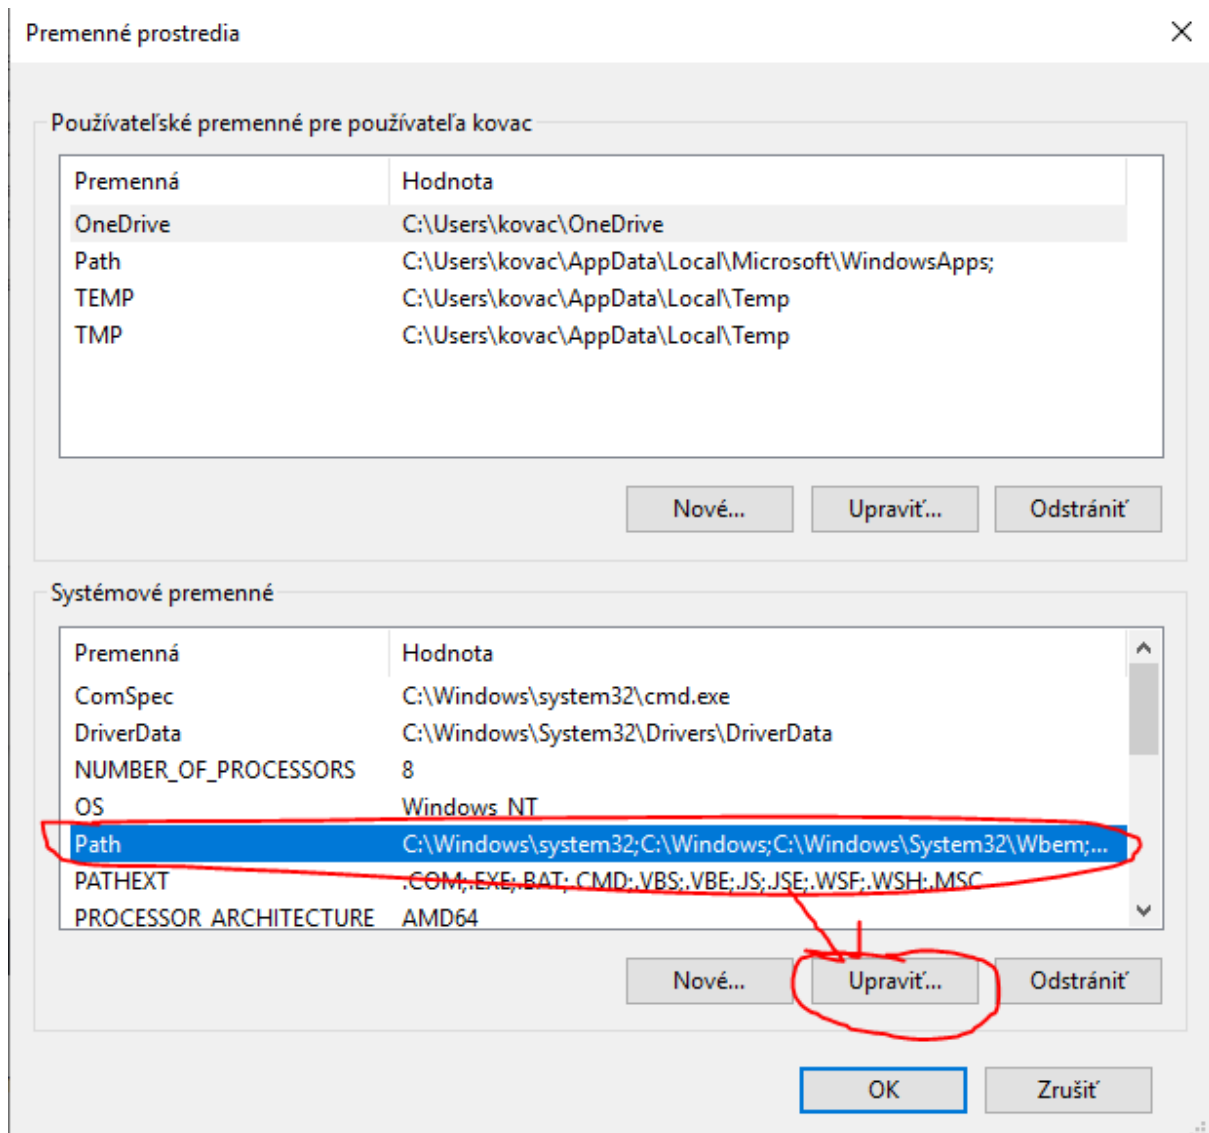 Premenné prostredia
Používateľské premenné pre používateľa kovac
Premenná Hodnota
OneDrive C:\Users\kovac\OneDrive
Path C:\Users\kovac\AppData\Local\Microsoft\WindowsApps;
TEMP C:\Users\kovac\AppData\Local\Temp
TMP C:\Users\kovac\AppData\Local\Temp
Nové... Upraviť... Odstrániť
Systémové premenné
Premenná Hodnota
ComSpec C:\Windows\system32\cmd.exe
DriverData C:\Windows\System32\Drivers\DriverData
NUMBER_OF_PROCESSORS 8
OS Windows_NT
Path C:\Windows\system32;C:\Windows;C:\Windows\System32\Wbem;...
PATHEXT .COM;.EXE;.BAT;.CMD;.VBS;.VBE;.JS;.JSE;.WSF;.WSH;.MSC
PROCESSOR_ARCHITECTURE AMD64
Nové... Upraviť... Odstrániť
OK Zrušiť